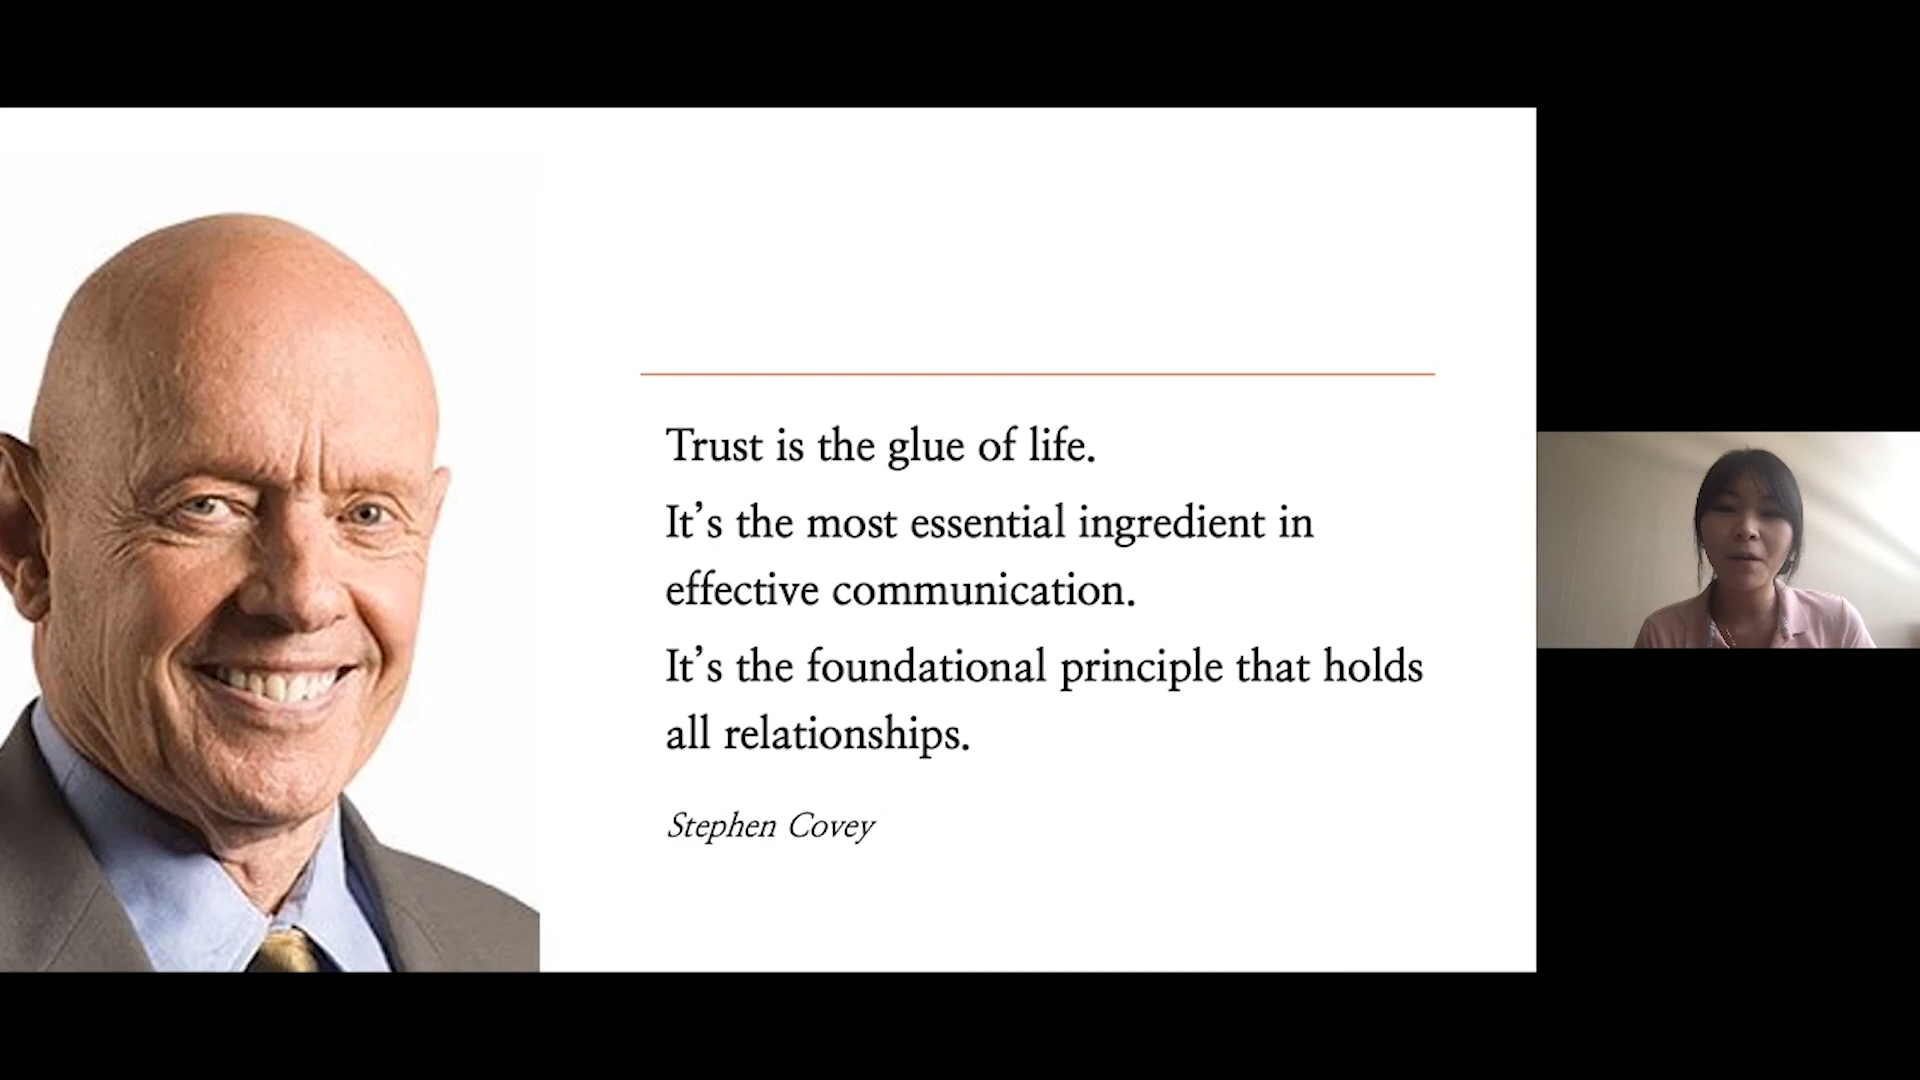 Trust is the glue of life.
It’s the most essential ingredient in
effective communication.
It’s the foundational principle that holds
all relationships.
Stephen Covey